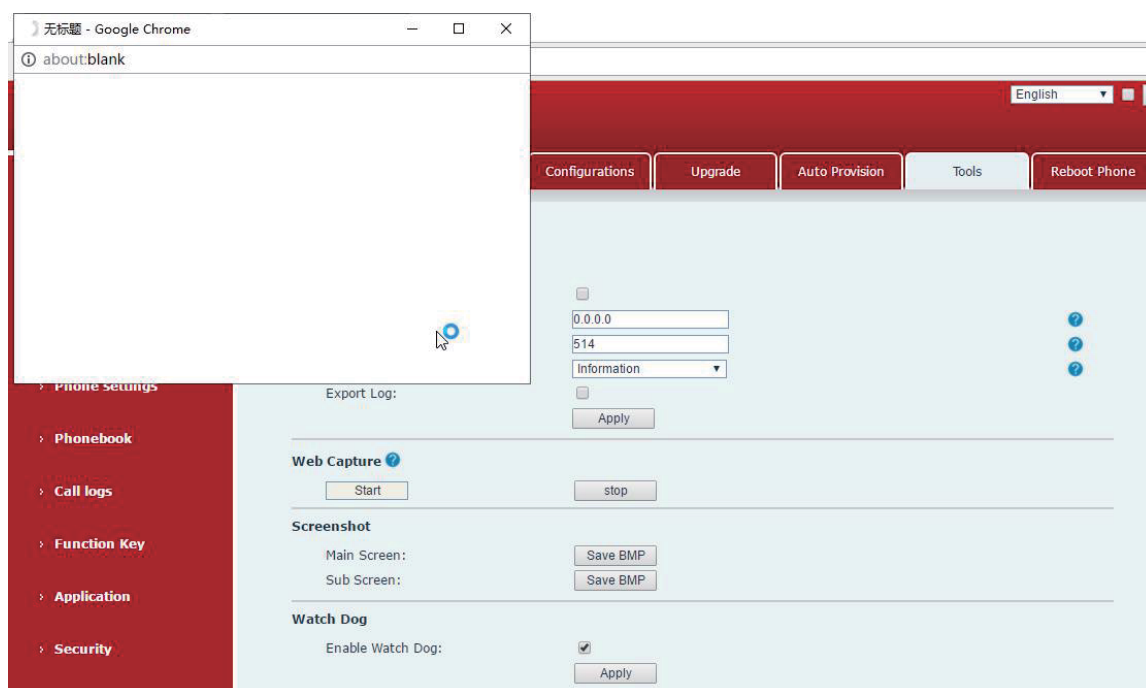 无标题 - Google Chrome
about:blank
English
Configurations
Upgrade
Auto Provision
Tools
Reboot Phone
0.0.0.0
514
Information
Export Log:
Apply
Web Capture
Start
stop
Screenshot
Main Screen:
Save BMP
Sub Screen:
Save BMP
Watch Dog
Enable Watch Dog:
Apply
Phone settings
Phonebook
Call logs
Function Key
Application
Security